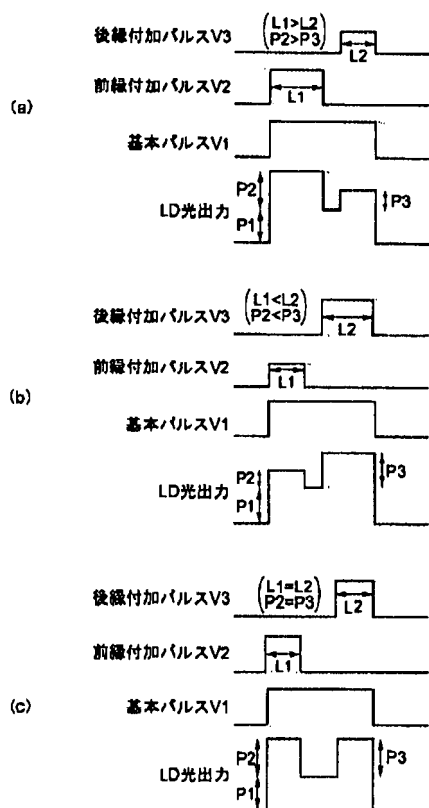 (a)
後縁付加パルスV3
(L1>L2
P2>P3)
L2
前縁付加パルスV2
L1
基本パルスV1
LD光出力
P2
P1
P3
(b)
後縁付加パルスV3
(L1<L2
P2<P3)
L2
前縁付加パルスV2
L1
基本パルスV1
LD光出力
P2
P1
P3
(c)
後縁付加パルスV3
(L1=L2
P2=P3)
L2
前縁付加パルスV2
L1
基本パルスV1
LD光出力
P2
P1
P3